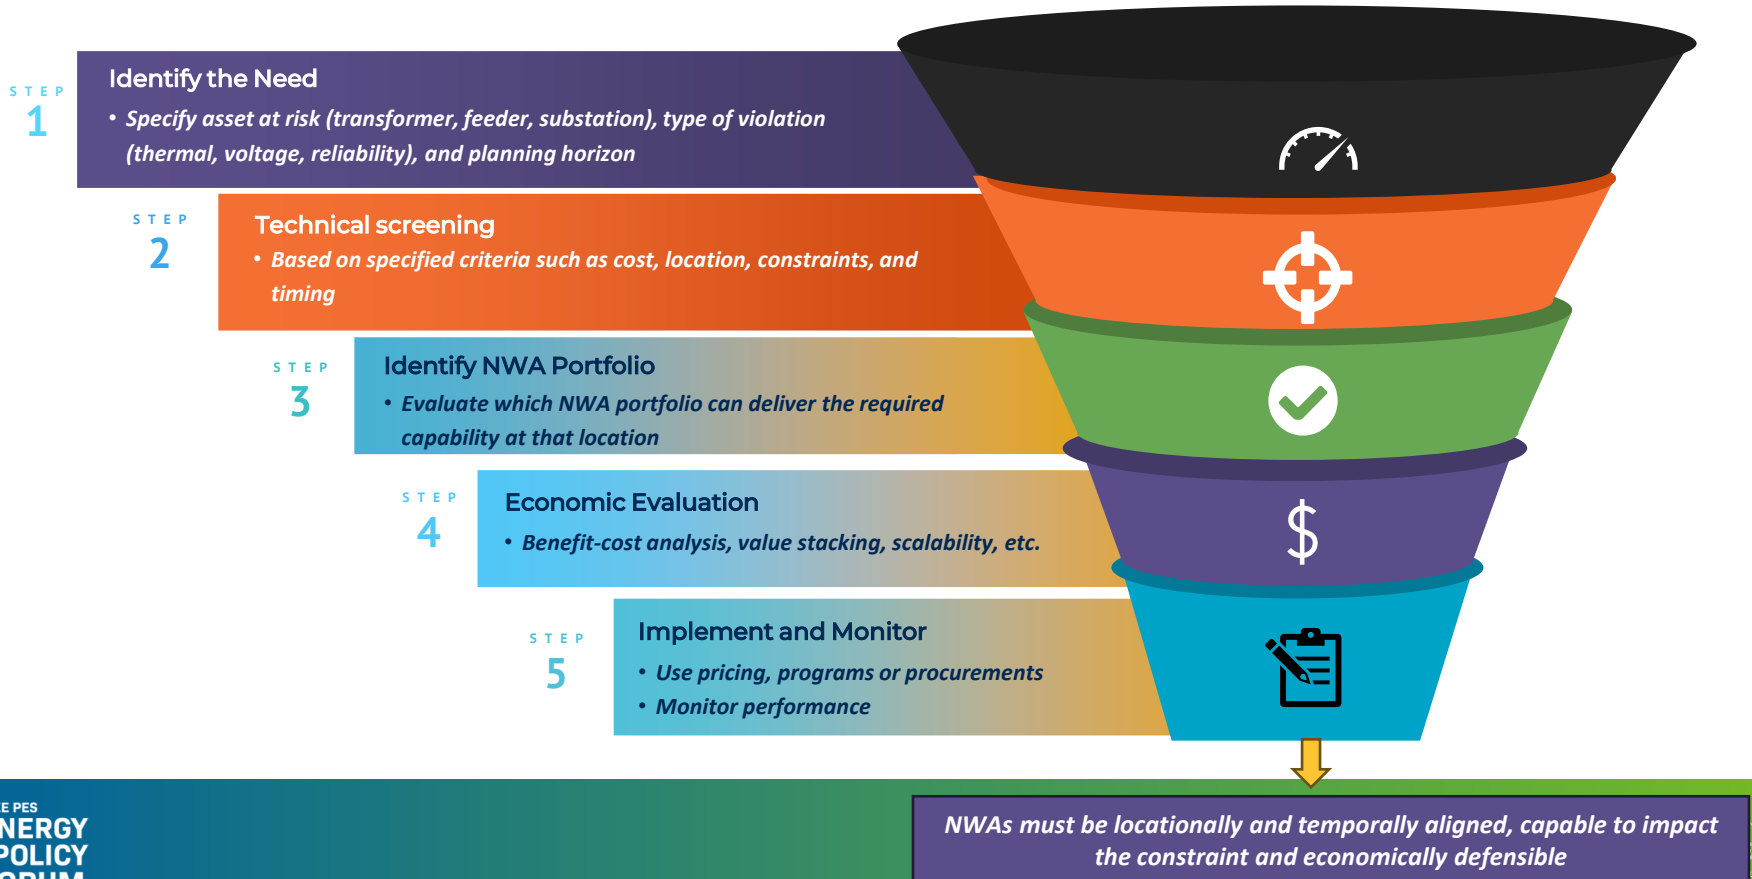 STEP
1
Identify the Need
• Specify asset at risk (transformer, feeder, substation), type of violation
(thermal, voltage, reliability), and planning horizon
STEP
2
Technical screening
• Based on specified criteria such as cost, location, constraints, and
timing
STEP
3
Identify NWA Portfolio
• Evaluate which NWA portfolio can deliver the required
capability at that location
STEP
4
Economic Evaluation
• Benefit-cost analysis, value stacking, scalability, etc.
$
STEP
5
Implement and Monitor
• Use pricing, programs or procurements
• Monitor performance
E PES
NERGY
POLICY
ORUM
NWAs must be locationally and temporally aligned, capable to impact
the constraint and economically defensible